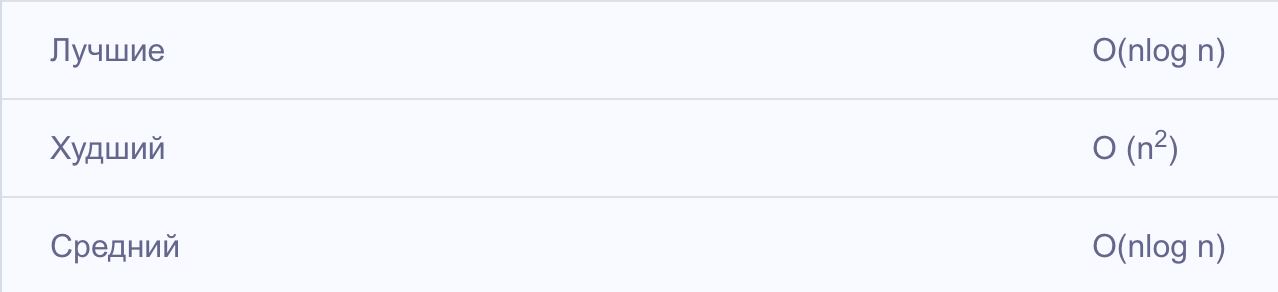 Лучшие O(nlog n)
Худший O (n²)
Средний O(nlog n)